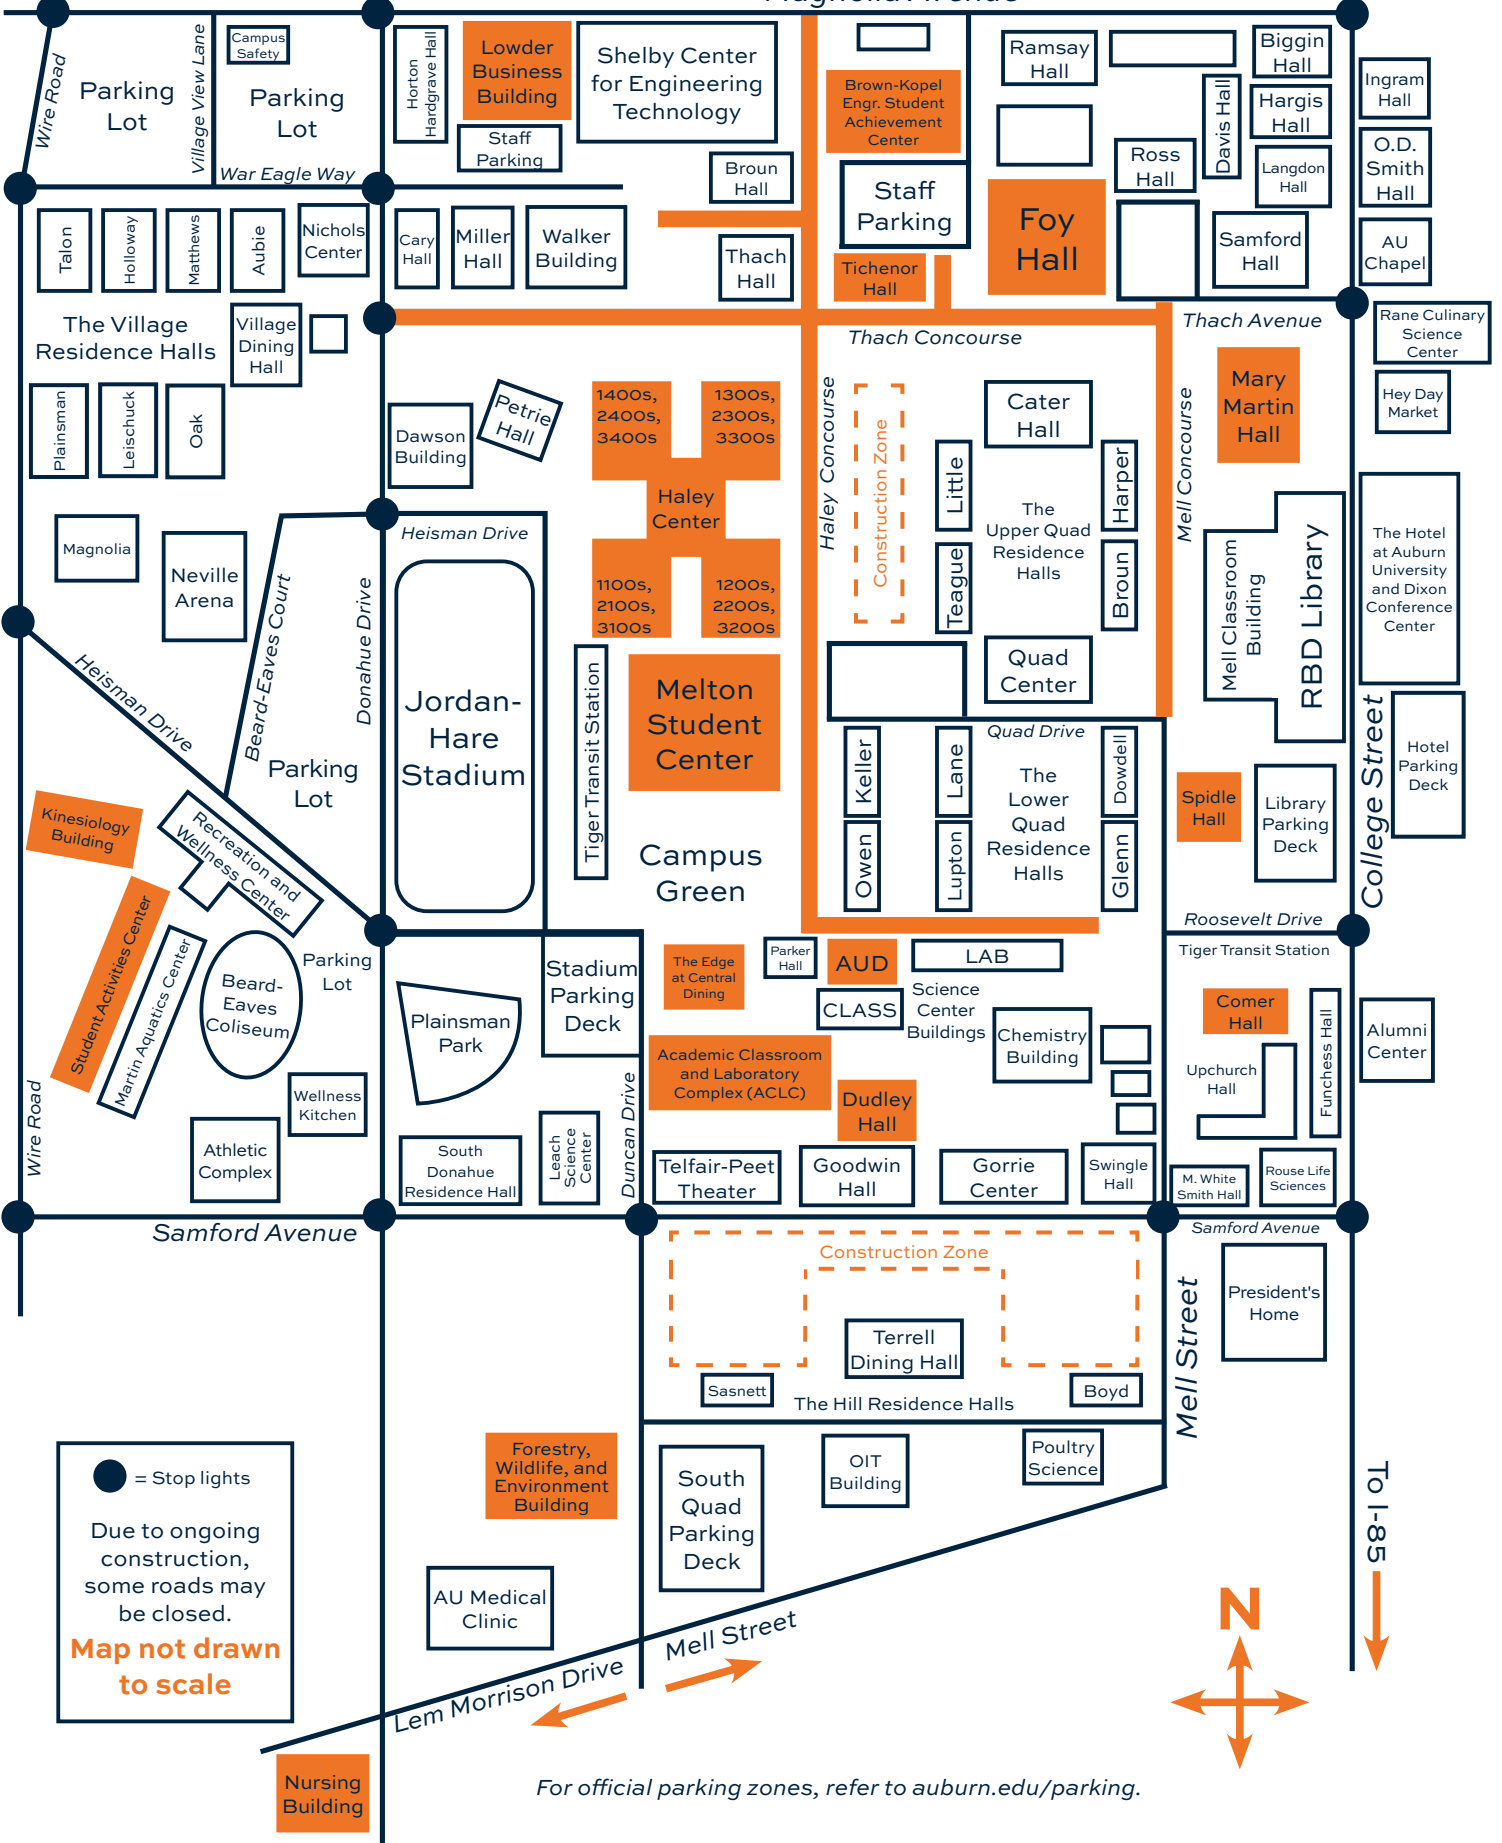 Magnolia Avenue
Wire Road
Parking
Lot
Village View Lane
Campus
Safety
Parking
Lot
War Eagle Way
Horton
Hardgrave Hall
Lowder
Business
Building
Staff
Parking
Shelby Center
for Engineering
Technology
Broun
Hall
Brown-Kopel
Engr. Student
Achievement
Center
Staff
Parking
Ramsay
Hall
Ross
Hall
Davis Hall
Biggin
Hall
Hargis
Hall
Langdon
Hall
Ingram
Hall
O.D.
Smith
Hall
Talon
Holloway
Matthews
Aubie
Nichols
Center
Cary
Hall
Miller
Hall
Walker
Building
Thach
Hall
Tichenor
Hall
Foy
Hall
Samford
Hall
AU
Chapel
The Village
Residence Halls
Village
Dining
Hall
Thach Concourse
Thach Avenue
Rane Culinary
Science
Center
Plainsman
Leischuck
Oak
Dawson
Building
Petrie
Hall
1400s,
2400s,
3400s
1300s,
2300s,
3300s
Haley
Center
1100s,
2100s,
3100s
1200s,
2200s,
3200s
Haley Concourse
Construction Zone
Cater
Hall
Little
Teague
The
Upper Quad
Residence
Halls
Harper
Broun
Quad
Center
Mell Concourse
Mary
Martin
Hall
Hey Day
Market
Mell Classroom
Building
RBD Library
The Hotel
at Auburn
University
and Dixon
Conference
Center
Magnolia
Neville
Arena
Beard-Eaves Court
Donahue Drive
Heisman Drive
Heisman Drive
Jordan-
Hare
Stadium
Tiger Transit Station
Melton
Student
Center
Parking
Lot
Quad Drive
Keller
Owen
Lane
Lupton
The
Lower
Quad
Residence
Halls
Dowdell
Glenn
Spidle
Hall
Library
Parking
Deck
College Street
Hotel
Parking
Deck
Campus
Green
Kinesiology
Building
Recreation and
Wellness Center
Student Activities Center
Martin Aquatics Center
Beard-
Eaves
Coliseum
Parking
Lot
Wellness
Kitchen
Athletic
Complex
Wire Road
Plainsman
Park
Stadium
Parking
Deck
South
Donahue
Residence Hall
Leach
Science
Center
Duncan Drive
The Edge
at Central
Dining
Parker
Hall
AUD
LAB
CLASS
Science
Center
Buildings
Chemistry
Building
Academic Classroom
and Laboratory
Complex (ACLC)
Dudley
Hall
Telfair-Peet
Theater
Goodwin
Hall
Gorrie
Center
Swingle
Hall
Roosevelt Drive
Tiger Transit Station
Comer
Hall
Upchurch
Hall
Funchess Hall
Alumni
Center
M. White
Smith Hall
Rouse Life
Sciences
Samford Avenue
Samford Avenue
Construction Zone
Terrell
Dining Hall
Sasnett
Boyd
The Hill Residence Halls
Mell Street
President's
Home
Forestry,
Wildlife, and
Environment
Building
South
Quad
Parking
Deck
OIT
Building
Poultry
Science
AU Medical
Clinic
Mell Street
Lem Morrison Drive
To I-85
N
= Stop lights
Due to ongoing
construction,
some roads may
be closed.
Map not drawn
to scale
Nursing
Building
For official parking zones, refer to auburn.edu/parking.